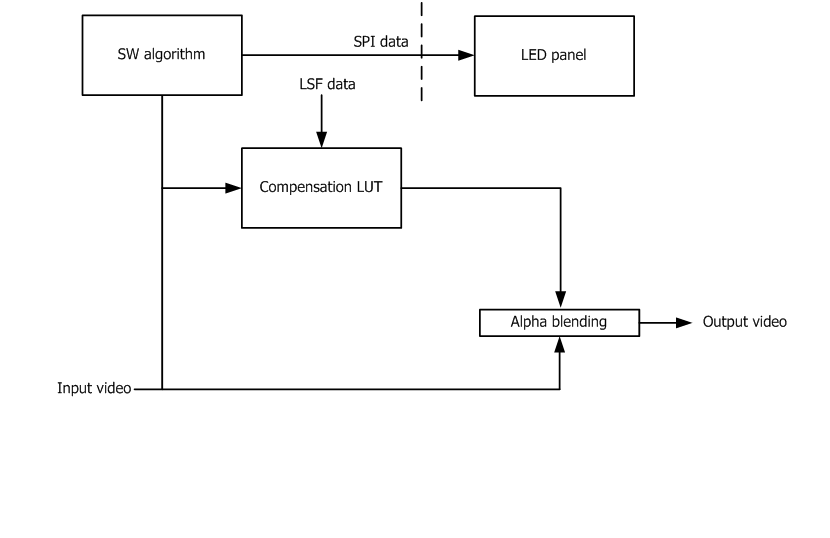 SW algorithm
SPI data
LED panel
LSF data
Compensation LUT
Alpha blending
Output video
Input video